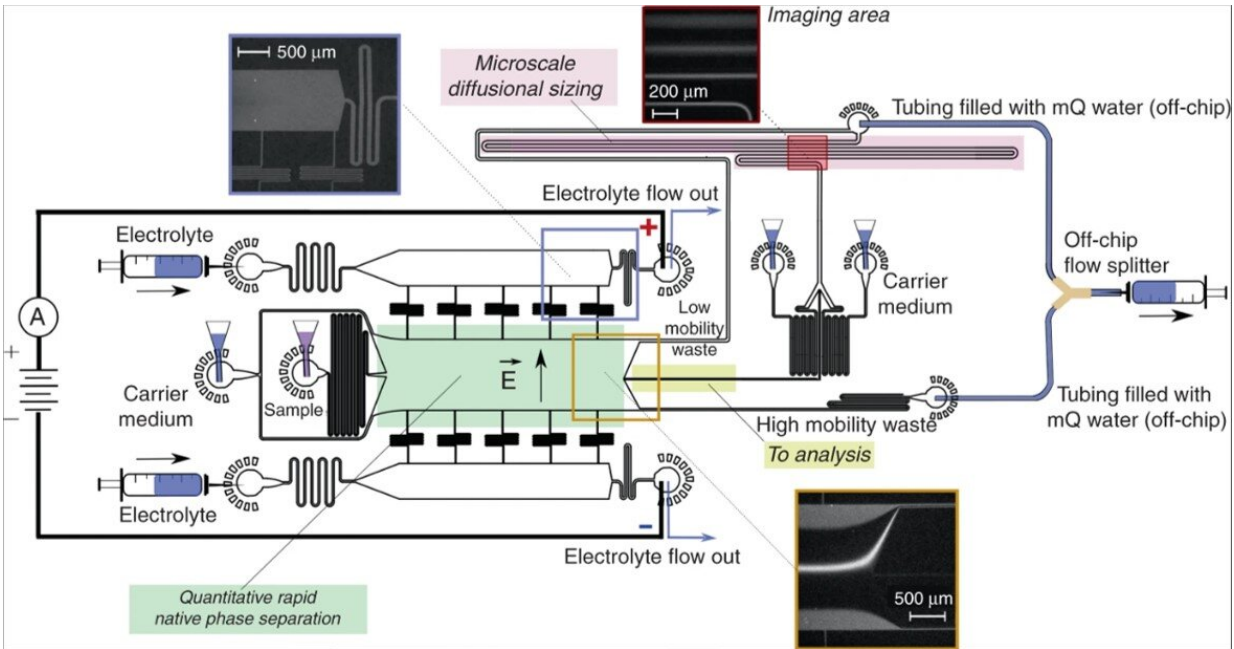 500 μm
Imaging area
Microscale
diffusional sizing
200 μm
Tubing filled with mQ water (off-chip)
Electrolyte flow out
+
Electrolyte
Off-chip
flow splitter
Carrier
medium
A
+
Low
mobility
waste
E
−
Carrier
medium
Sample
High mobility waste
Tubing filled with
mQ water (off-chip)
To analysis
Electrolyte
−
Electrolyte flow out
Quantitative rapid
native phase separation
500 μm